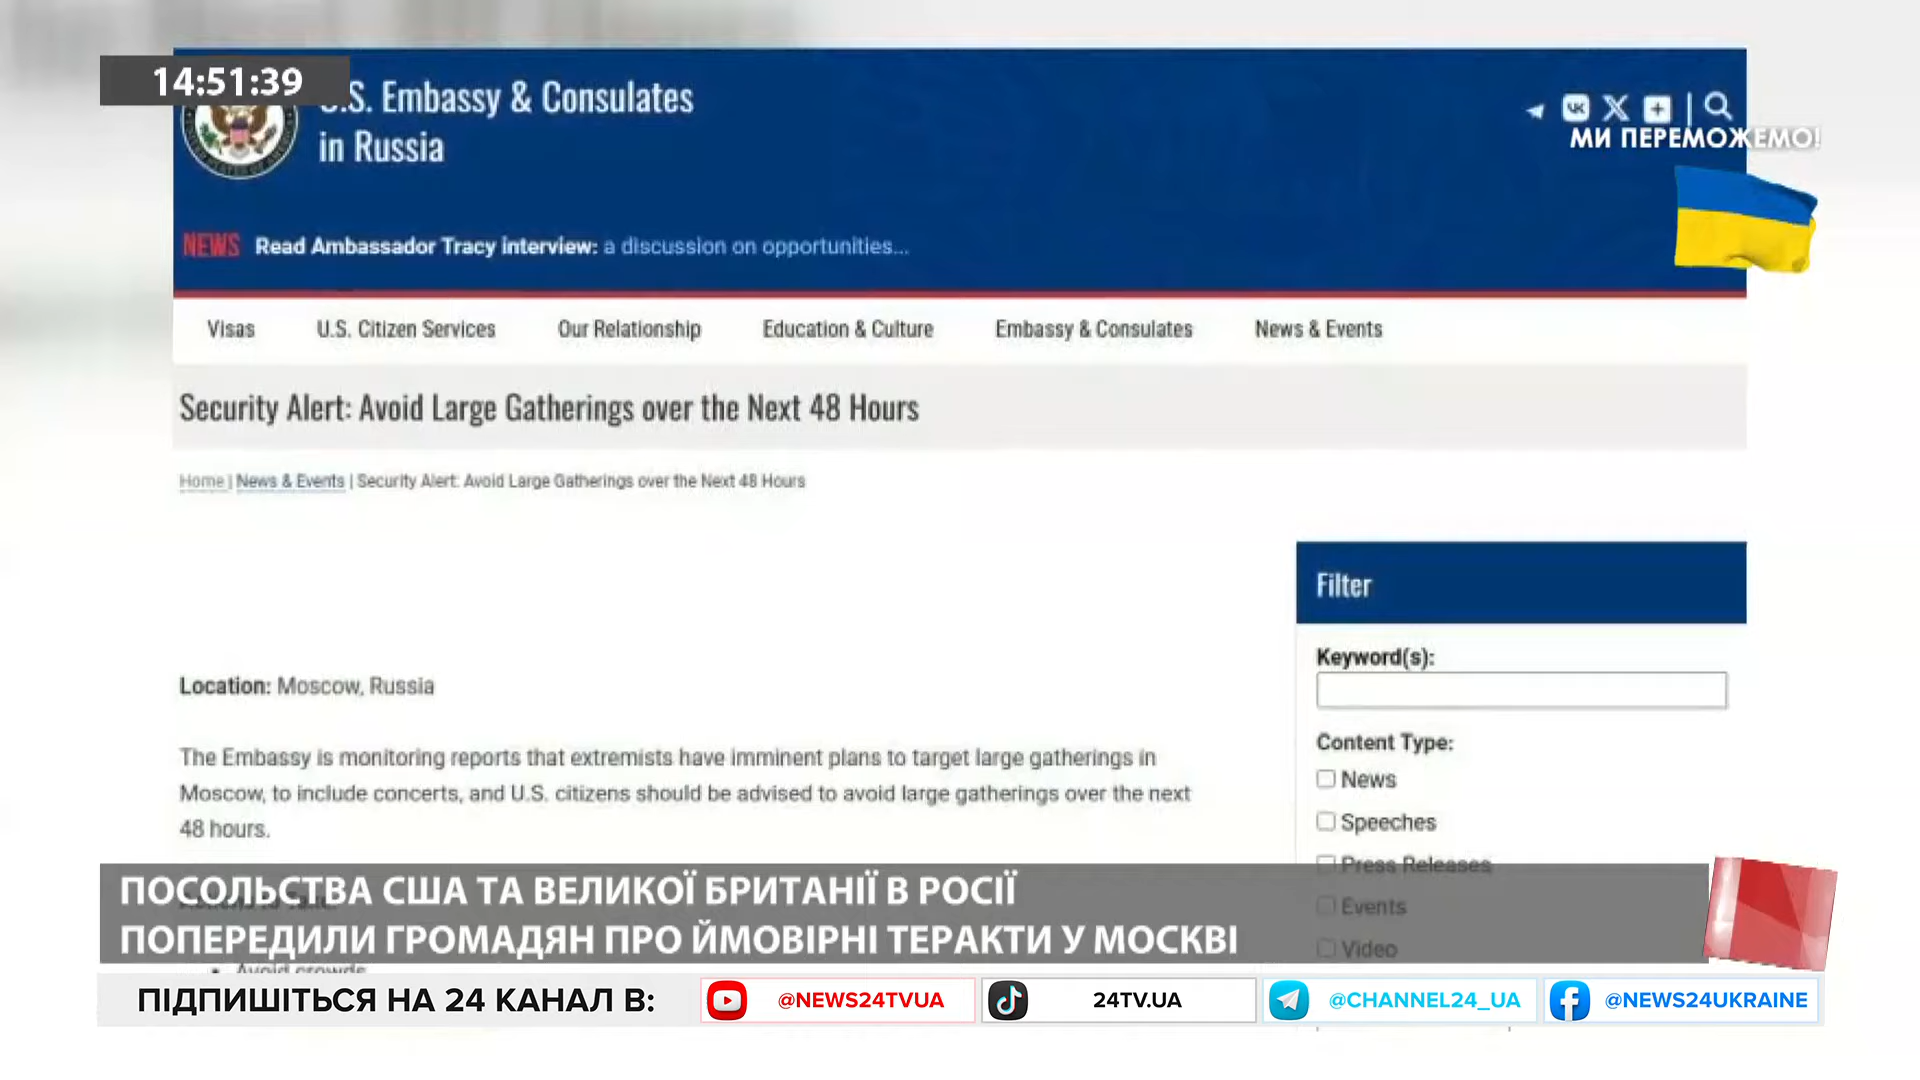 14:51:39
U.S. Embassy & Consulates
in Russia
МИ ПЕРЕМОЖЕМО!
NEWS Read Ambassador Tracy interview: a discussion on opportunities...
Visas U.S. Citizen Services Our Relationship Education & Culture Embassy & Consulates News & Events
Security Alert: Avoid Large Gatherings over the Next 48 Hours
Home | News & Events | Security Alert: Avoid Large Gatherings over the Next 48 Hours
Filter
Keyword(s):
Location: Moscow, Russia
Content Type:
The Embassy is monitoring reports that extremists have imminent plans to target large gatherings in
Moscow, to include concerts, and U.S. citizens should be advised to avoid large gatherings over the next
48 hours.
News
Speeches
Press Releases
Events
Video
ПОСОЛЬСТВА США ТА ВЕЛИКОЇ БРИТАНІЇ В РОСІЇ
ПОПЕРЕДИЛИ ГРОМАДЯН ПРО ЙМОВІРНІ ТЕРАКТИ У МОСКВІ
Avoid crowds
ПІДПИШІТЬСЯ НА 24 КАНАЛ В: @NEWS24TVUA 24TV.UA @CHANNEL24_UA @NEWS24UKRAINE